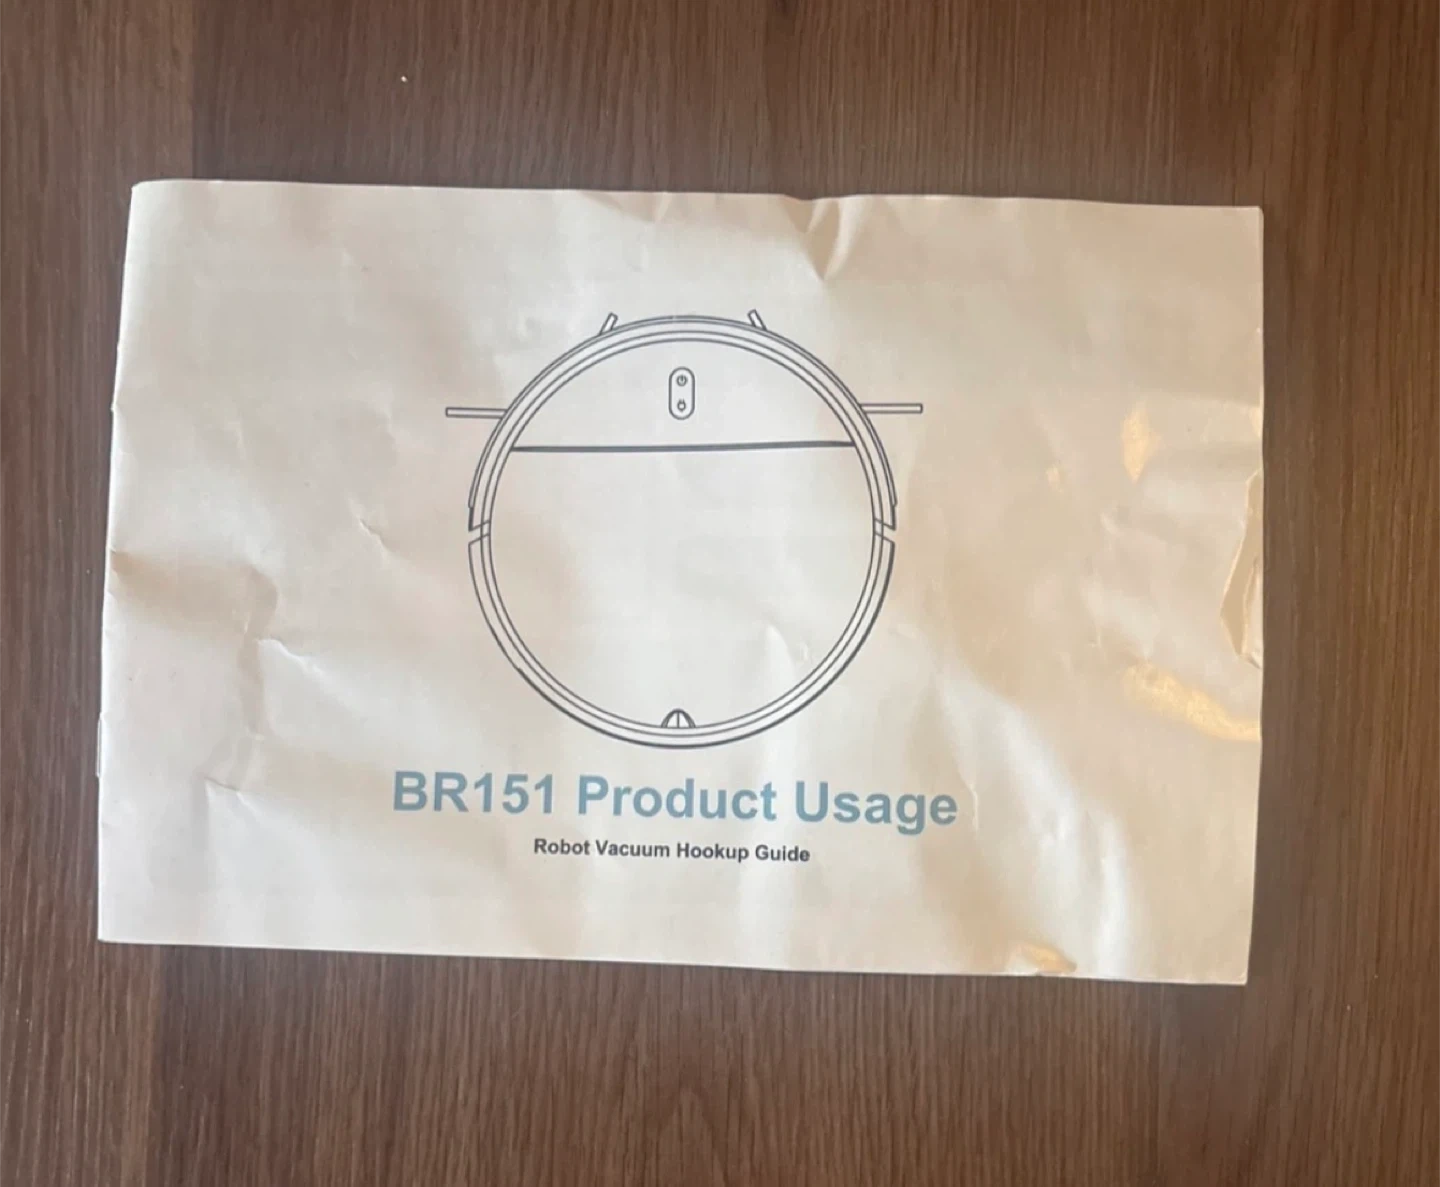 BR151 Product Usage
Robot Vacuum Hookup Guide